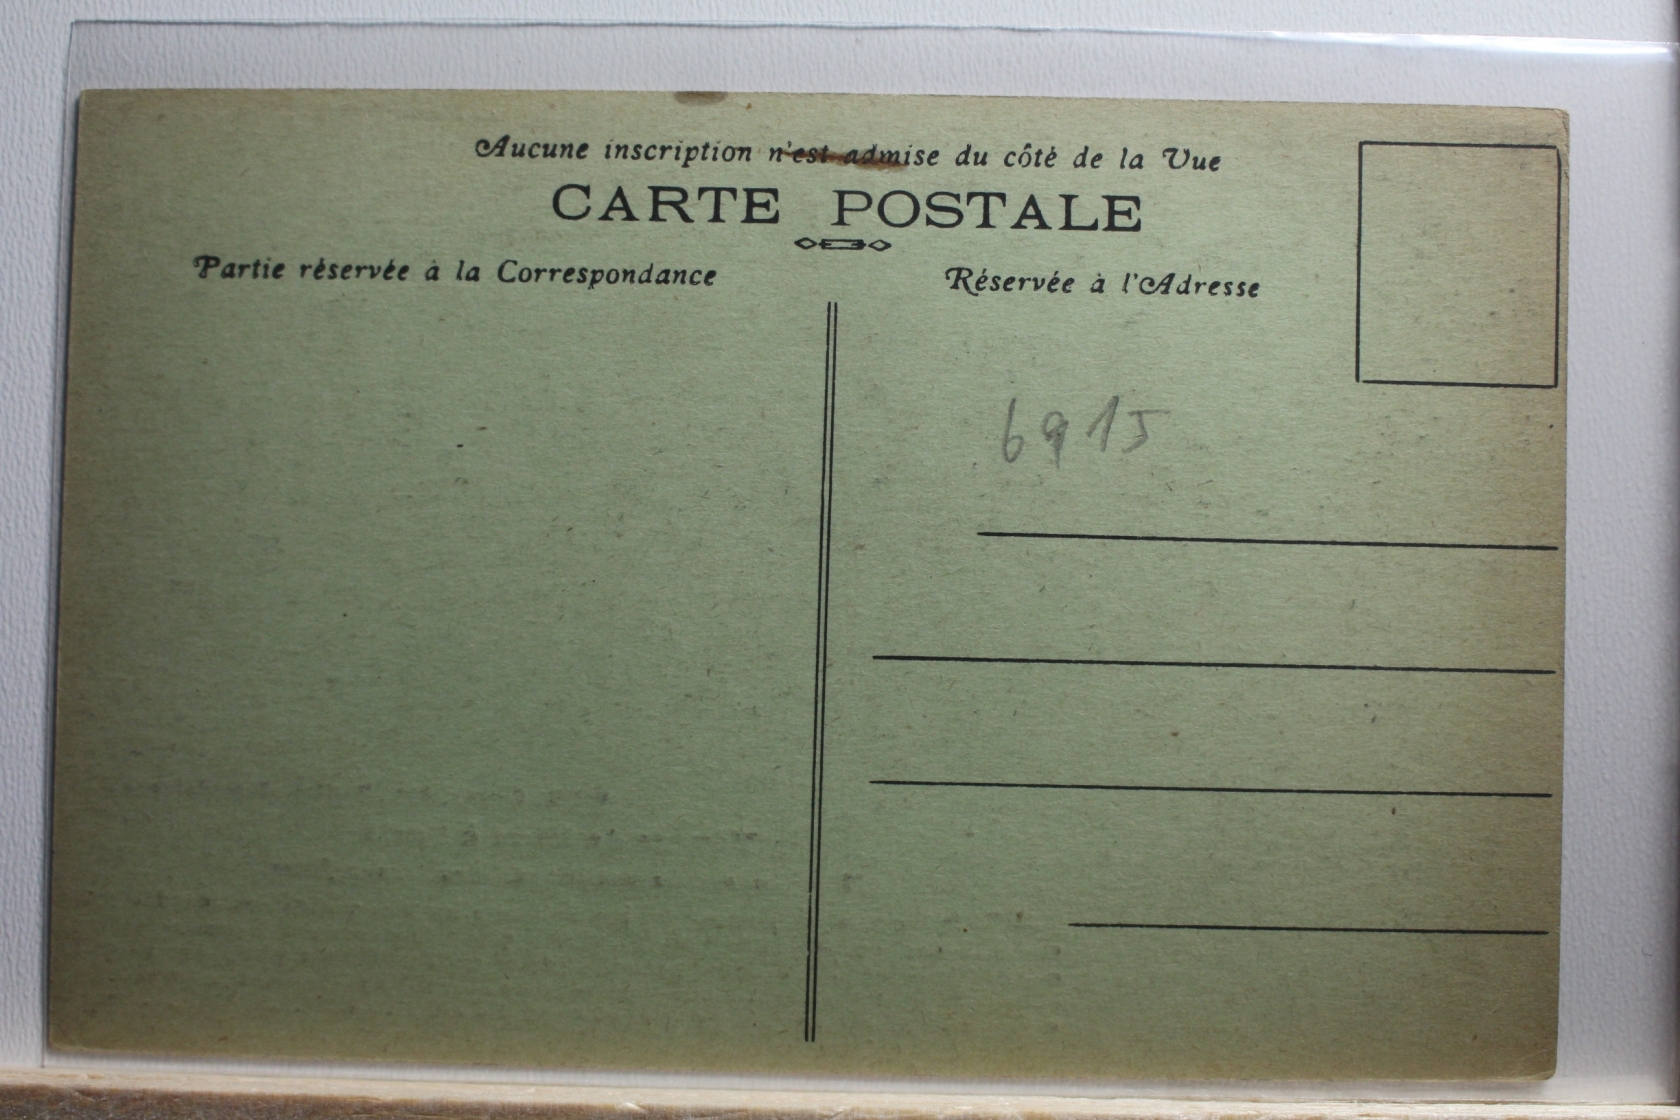 Aucune inscription n'est admise du côté de la Vue
CARTE POSTALE
Partie réservée à la Correspondance
Réservée à l'Adresse
6915